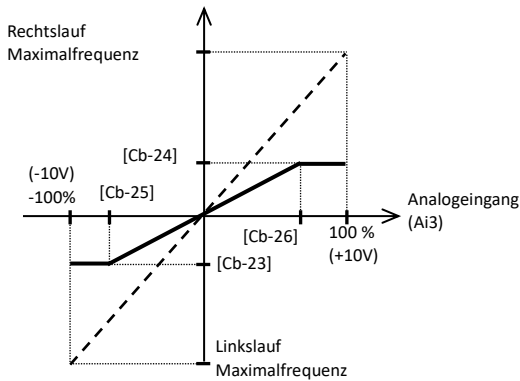 Rechtslauf
Maximalfrequenz
[Cb-24]
(-10V)
-100%
[Cb-25]
Analogeingang
(Ai3)
[Cb-26]
100 %
(+10V)
[Cb-23]
Linkslauf
Maximalfrequenz